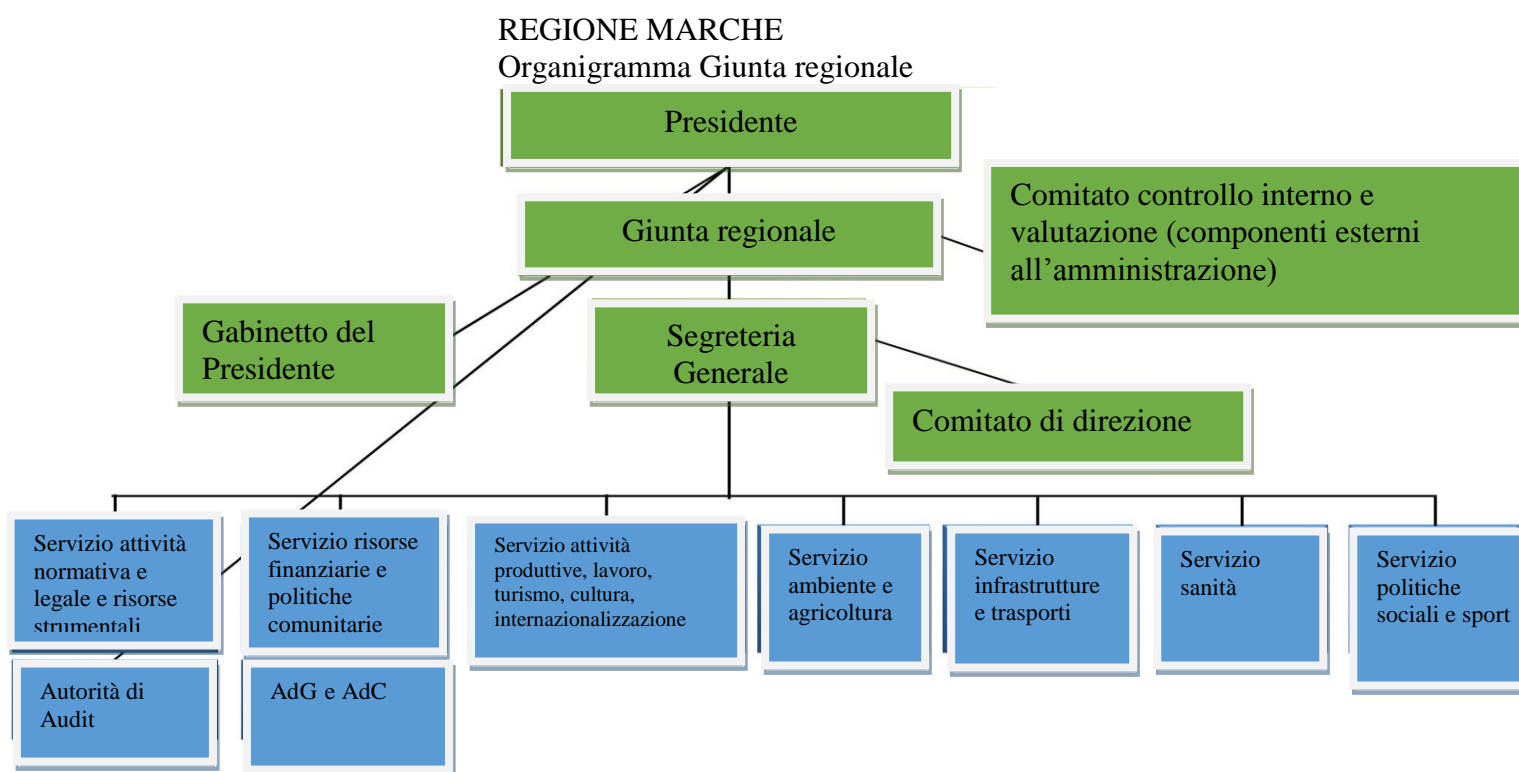 REGIONE MARCHE
Organigramma Giunta regionale
Presidente
Comitato controllo interno e
valutazione (componenti esterni
all’amministrazione)
Giunta regionale
Gabinetto del
Presidente
Segreteria
Generale
Comitato di direzione
Servizio attività
normativa e
legale e risorse
strumentali
Servizio risorse
finanziarie e
politiche
comunitarie
Servizio attività
produttive, lavoro,
turismo, cultura,
internazionalizzazione
Servizio
ambiente e
agricoltura
Servizio
infrastrutture
e trasporti
Servizio
sanità
Servizio
politiche
sociali e sport
Autorità di
Audit
AdG e AdC